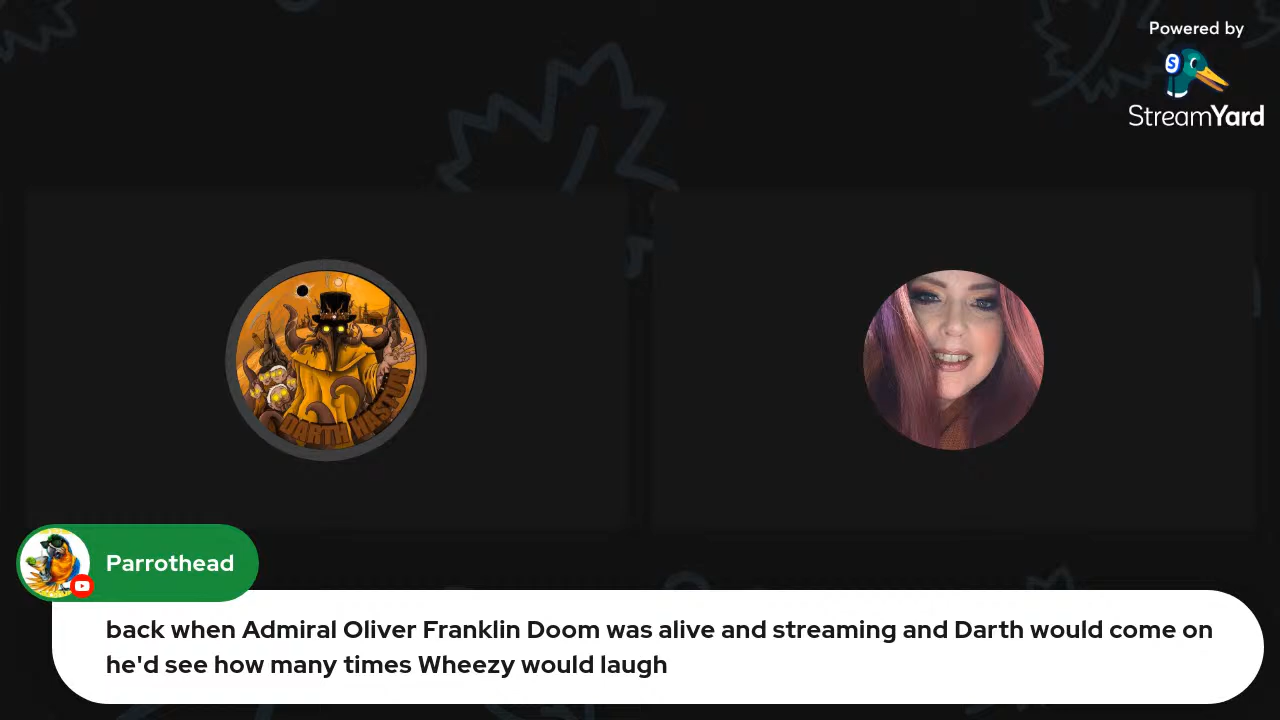 Powered by
S
StreamYard
DARTH HASTUR
Parrothead
back when Admiral Oliver Franklin Doom was alive and streaming and Darth would come on
he'd see how many times Wheezy would laugh